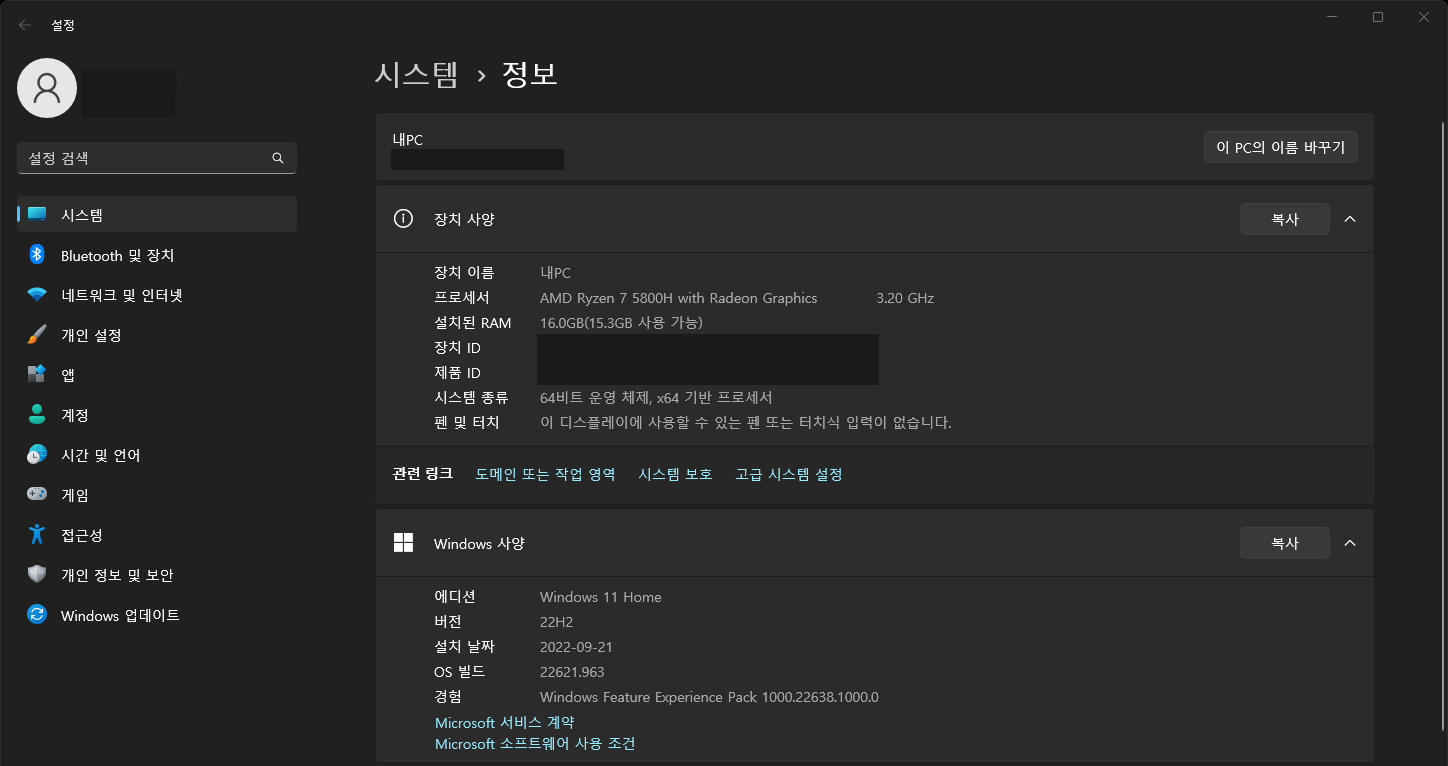 설정
시스템 › 정보
설정 검색
시스템
Bluetooth 및 장치
네트워크 및 인터넷
개인 설정
앱
계정
시간 및 언어
게임
접근성
개인 정보 및 보안
Windows 업데이트
내PC
이 PC의 이름 바꾸기
장치 사양
복사
장치 이름 내PC
프로세서 AMD Ryzen 7 5800H with Radeon Graphics 3.20 GHz
설치된 RAM 16.0GB(15.3GB 사용 가능)
장치 ID
제품 ID
시스템 종류 64비트 운영 체제, x64 기반 프로세서
펜 및 터치 이 디스플레이에 사용할 수 있는 펜 또는 터치식 입력이 없습니다.
관련 링크 도메인 또는 작업 영역 시스템 보호 고급 시스템 설정
Windows 사양
복사
에디션 Windows 11 Home
버전 22H2
설치 날짜 2022-09-21
OS 빌드 22621.963
경험 Windows Feature Experience Pack 1000.22638.1000.0
Microsoft 서비스 계약
Microsoft 소프트웨어 사용 조건